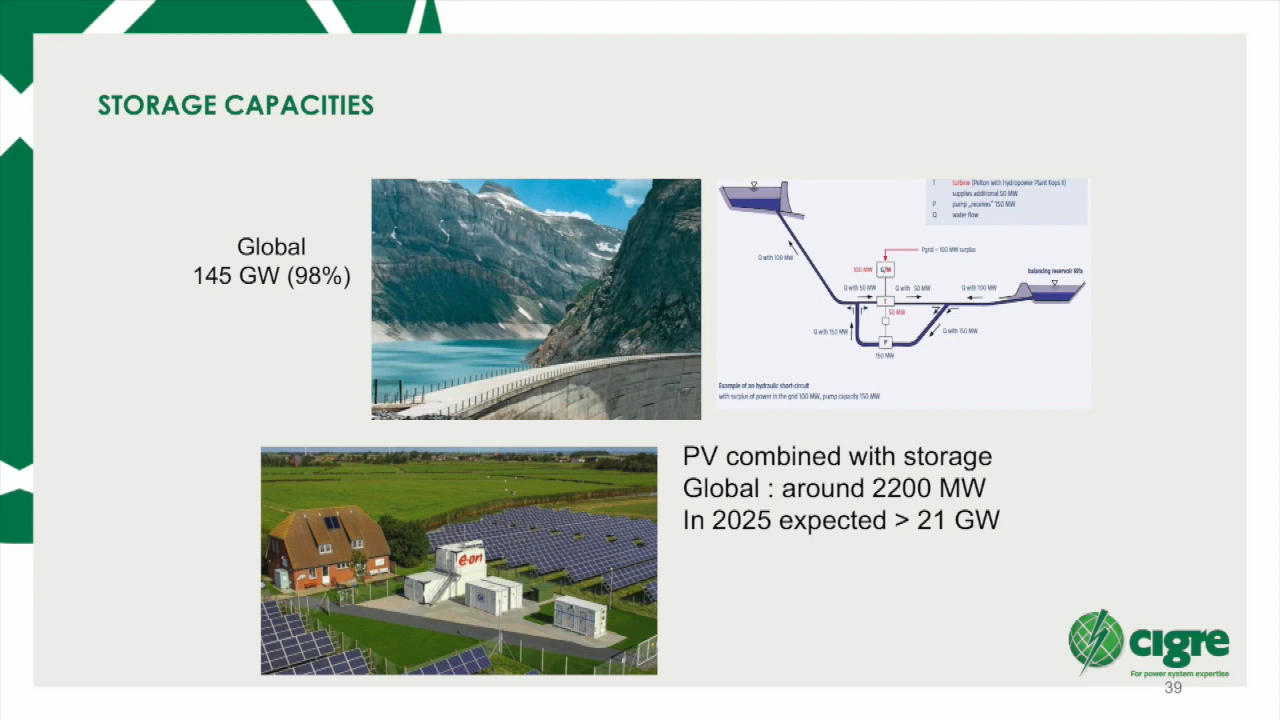 STORAGE CAPACITIES
Global
145 GW (98%)
T turbine (Pelton with Hydropower Plant Kops II)
supplies additional 50 MW
P pump „receives" 150 MW
Q water flow
Pgrid = 100 MW surplus
Q with 100 MW
100 MW G/M
balancing reservoir Rifa
Q with 50 MW
Q with 50 MW
Q with 100 MW
T
50 MW
Q with 150 MW
Q with 150 MW
P
150 MW
Example of an hydraulic short-circuit
with surplus of power in the grid 100 MW, pump capacity 150 MW
PV combined with storage
Global : around 2200 MW
In 2025 expected > 21 GW
e·on
cigre
For power system expertise
39